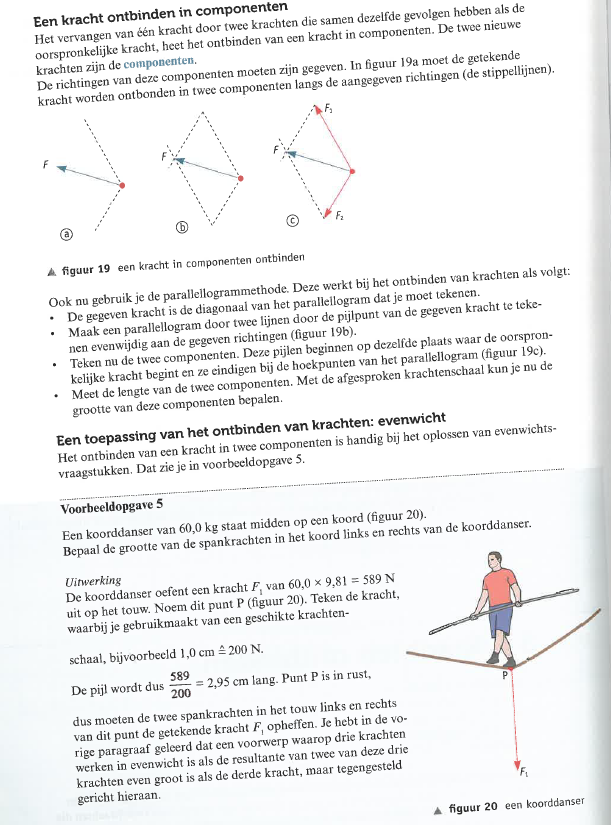 Een kracht ontbinden in componenten
Het vervangen van één kracht door twee krachten die samen dezelfde gevolgen hebben als de
oorspronkelijke kracht, heet het ontbinden van een kracht in componenten. De twee nieuwe
krachten zijn de componenten.
De richtingen van deze componenten moeten zijn gegeven. In figuur 19a moet de getekende
kracht worden ontbonden in twee componenten langs de aangegeven richtingen (de stippellijnen).
F
F
F
F₁
F₂
a
b
c
▲ figuur 19 een kracht in componenten ontbinden
Ook nu gebruik je de parallellogrammethode. Deze werkt bij het ontbinden van krachten als volgt:
• De gegeven kracht is de diagonaal van het parallellogram dat je moet tekenen.
• Maak een parallellogram door twee lijnen door de pijlpunt van de gegeven kracht te teke-
nen evenwijdig aan de gegeven richtingen (figuur 19b).
• Teken nu de twee componenten. Deze pijlen beginnen op dezelfde plaats waar de oorspron-
kelijke kracht begint en ze eindigen bij de hoekpunten van het parallellogram (figuur 19c).
• Meet de lengte van de twee componenten. Met de afgesproken krachtenschaal kun je nu de
grootte van deze componenten bepalen.
Een toepassing van het ontbinden van krachten: evenwicht
Het ontbinden van een kracht in twee componenten is handig bij het oplossen van evenwichts-
vraagstukken. Dat zie je in voorbeeldopgave 5.
Voorbeeldopgave 5
Een koorddanser van 60,0 kg staat midden op een koord (figuur 20).
Bepaal de grootte van de spankrachten in het koord links en rechts van de koorddanser.
Uitwerking
De koorddanser oefent een kracht F₁ van 60,0 × 9,81 = 589 N
uit op het touw. Noem dit punt P (figuur 20). Teken de kracht,
waarbij je gebruikmaakt van een geschikte krachten-
schaal, bijvoorbeeld 1,0 cm ≙ 200 N.
De pijl wordt dus 589/200 = 2,95 cm lang. Punt P is in rust,
dus moeten de twee spankrachten in het touw links en rechts
van dit punt de getekende kracht F₁ opheffen. Je hebt in de vo-
rige paragraaf geleerd dat een voorwerp waarop drie krachten
werken in evenwicht is als de resultante van twee van deze drie
krachten even groot is als de derde kracht, maar tegengesteld
gericht hieraan.
P
F₁
▲ figuur 20 een koorddanser